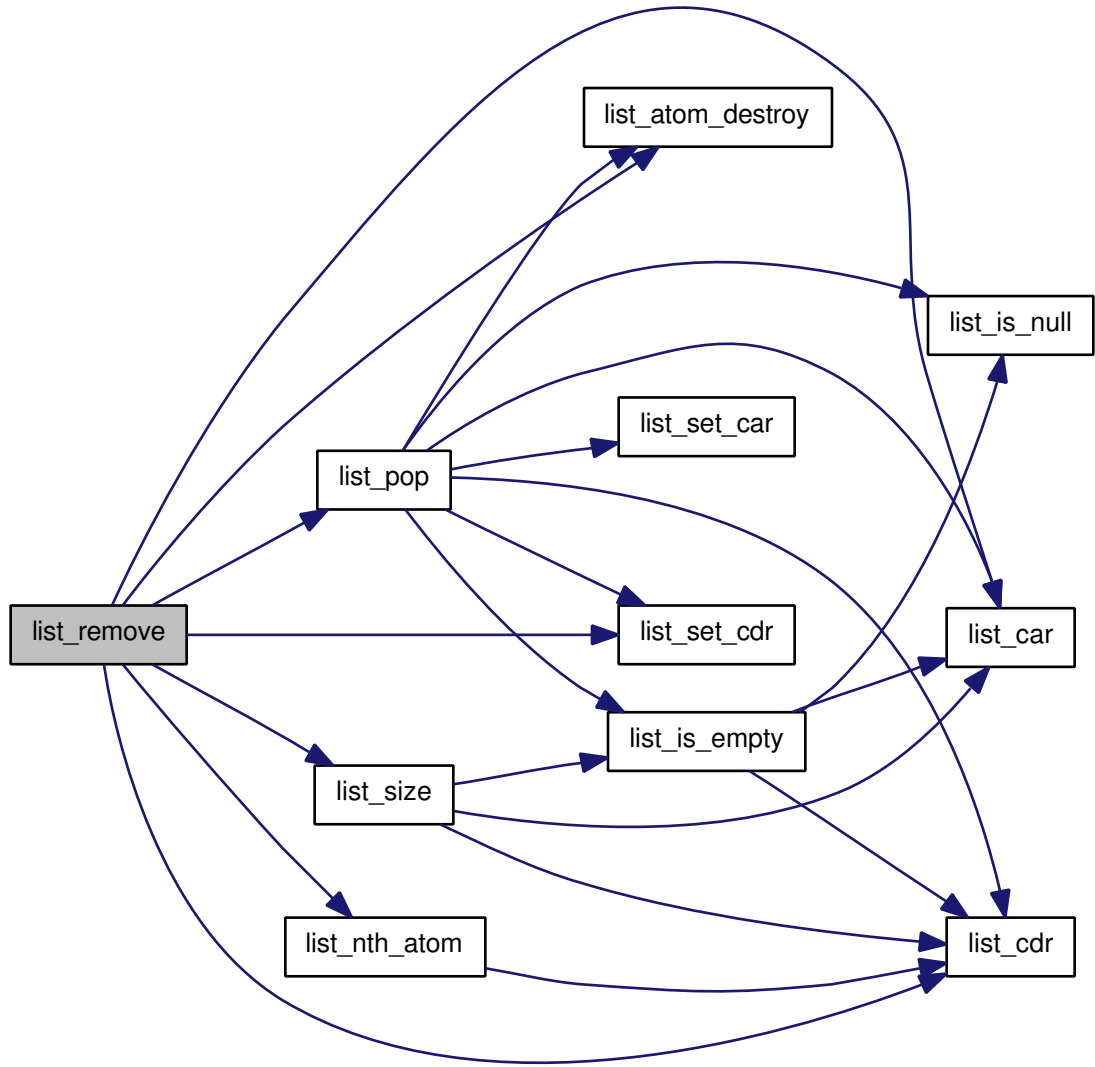 list_atom_destroy
list_is_null
list_set_car
list_pop
list_remove
list_set_cdr
list_car
list_is_empty
list_size
list_nth_atom
list_cdr